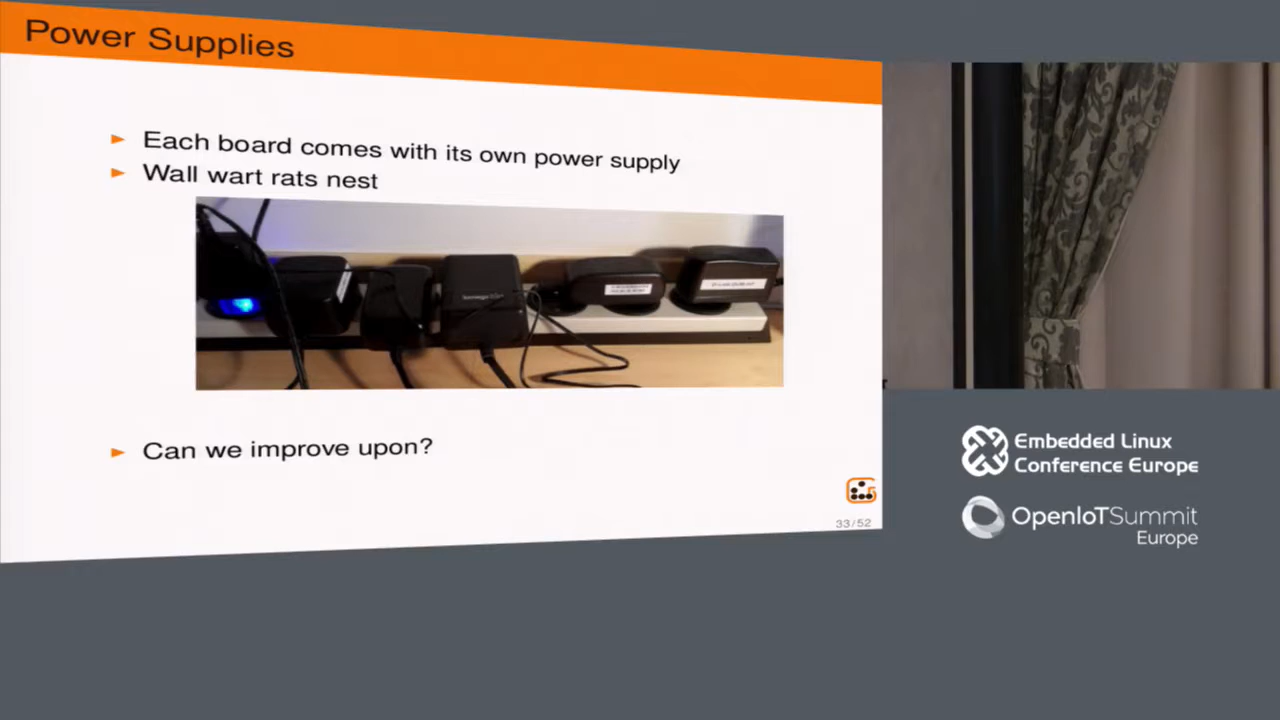 Power Supplies
Each board comes with its own power supply
Wall wart rats nest
Can we improve upon?
33/52
Embedded Linux
Conference Europe
OpenIoTSummit
Europe